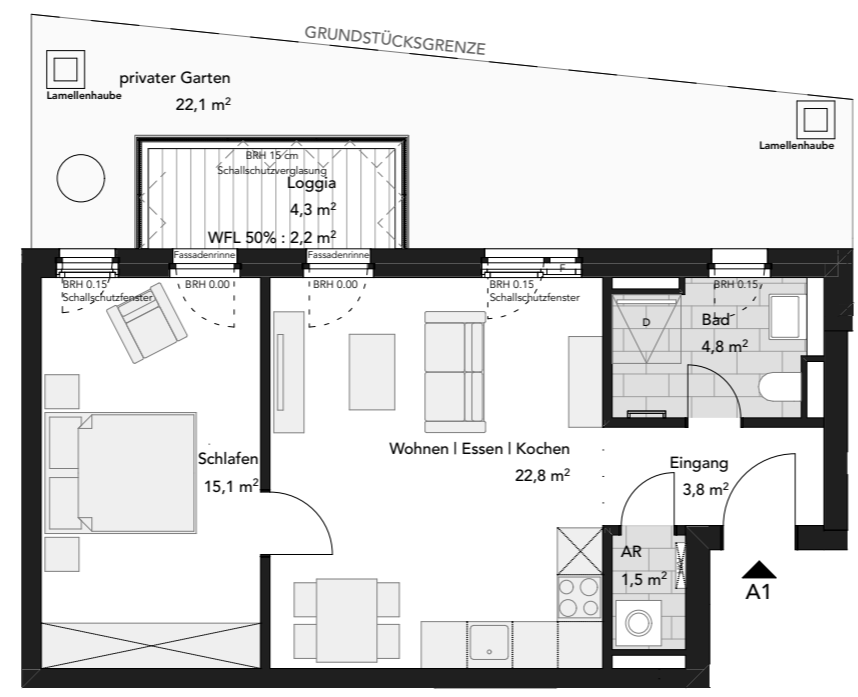 GRUNDSTÜCKSGRENZE
privater Garten
22,1 m²
Lamellenhaube
Lamellenhaube
BRH 15 cm
Schallschutzverglasung
Loggia
4,3 m²
WFL 50% : 2,2 m²
Fassadenrinne
Fassadenrinne
F
BRH 0.15
Schallschutzfenster
BRH 0.00
BRH 0.00
BRH 0.15
Schallschutzfenster
BRH 0.15
D
Bad
4,8 m²
Schlafen
15,1 m²
Wohnen | Essen | Kochen
22,8 m²
Eingang
3,8 m²
AR
1,5 m²
A1